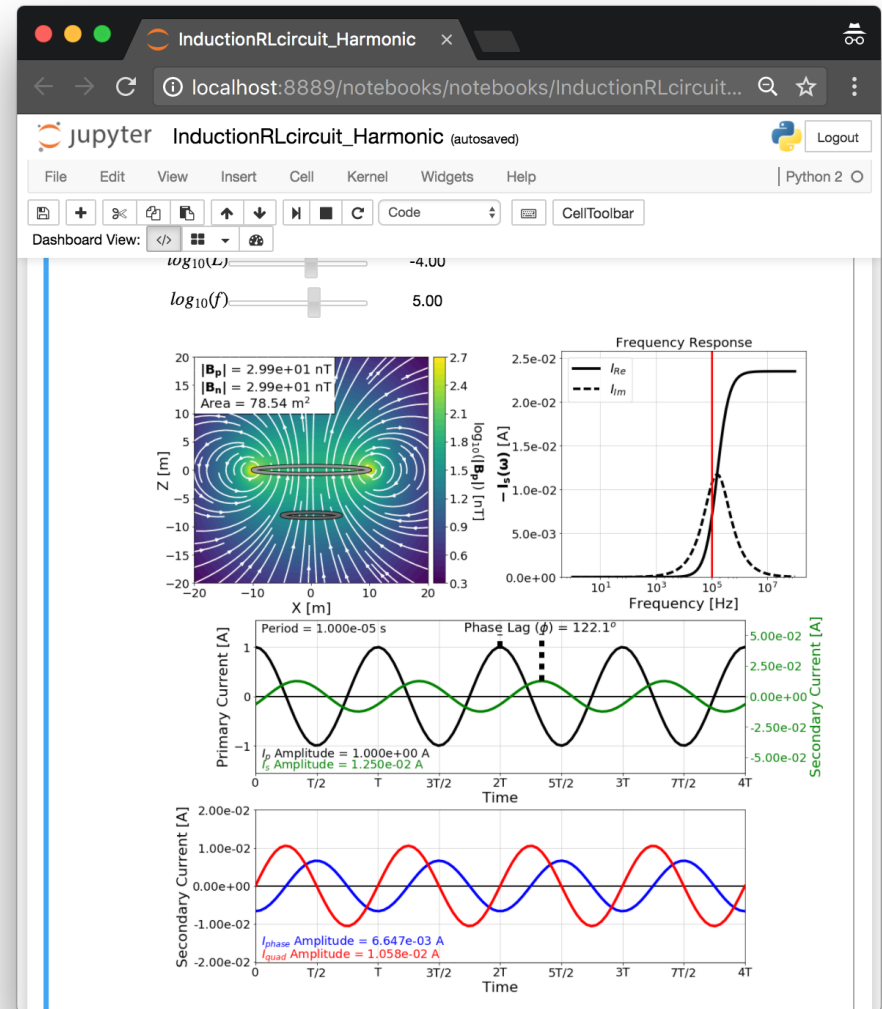 InductionRLcircuit_Harmonic ×
localhost:8889/notebooks/notebooks/InductionRLcircuit...
jupyter InductionRLcircuit_Harmonic (autosaved) Logout
File Edit View Insert Cell Kernel Widgets Help Python 2
Code CellToolbar
Dashboard View: </>
log10(L) -4.00
log10(f) 5.00
|Bp| = 2.99e+01 nT
|Bn| = 2.99e+01 nT
Area = 78.54 m²
20
15
10
5
0
−5
−10
−15
−20
Z [m]
−20 −10 0 10 20
X [m]
2.7
2.4
2.1
1.8
1.5
1.2
0.9
0.6
0.3
log10(|Bp|) [nT]
Frequency Response
I_Re
I_Im
2.5e-02
2.0e-02
1.5e-02
1.0e-02
5.0e-03
0.0e+00
− Is(ω) [A]
10¹ 10³ 10⁵ 10⁷
Frequency [Hz]
Period = 1.000e-05 s Phase Lag (ϕ) = 122.1°
1
0
−1
Primary Current [A]
5.00e-02
2.50e-02
0.00e+00
-2.50e-02
-5.00e-02
Secondary Current [A]
Ip Amplitude = 1.000e+00 A
Is Amplitude = 1.250e-02 A
0 T/2 T 3T/2 2T 5T/2 3T 7T/2 4T
Time
2.00e-02
1.00e-02
0.00e+00
-1.00e-02
-2.00e-02
Secondary Current [A]
I_phase Amplitude = 6.647e-03 A
I_quad Amplitude = 1.058e-02 A
0 T/2 T 3T/2 2T 5T/2 3T 7T/2 4T
Time